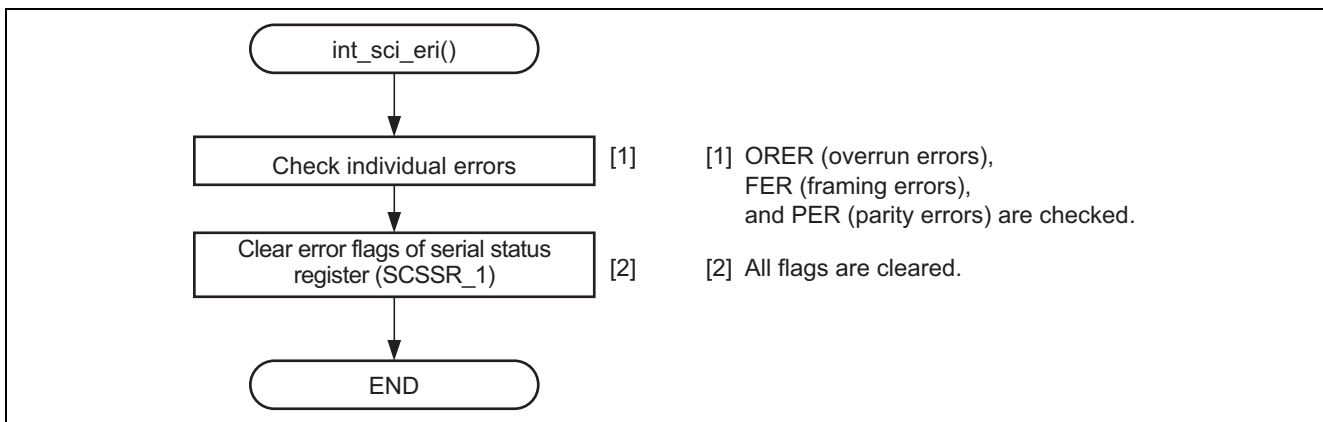 int_sci_eri()
Check individual errors
[1]
[1] ORER (overrun errors),
FER (framing errors),
and PER (parity errors) are checked.
Clear error flags of serial status
register (SCSSR_1)
[2]
[2] All flags are cleared.
END